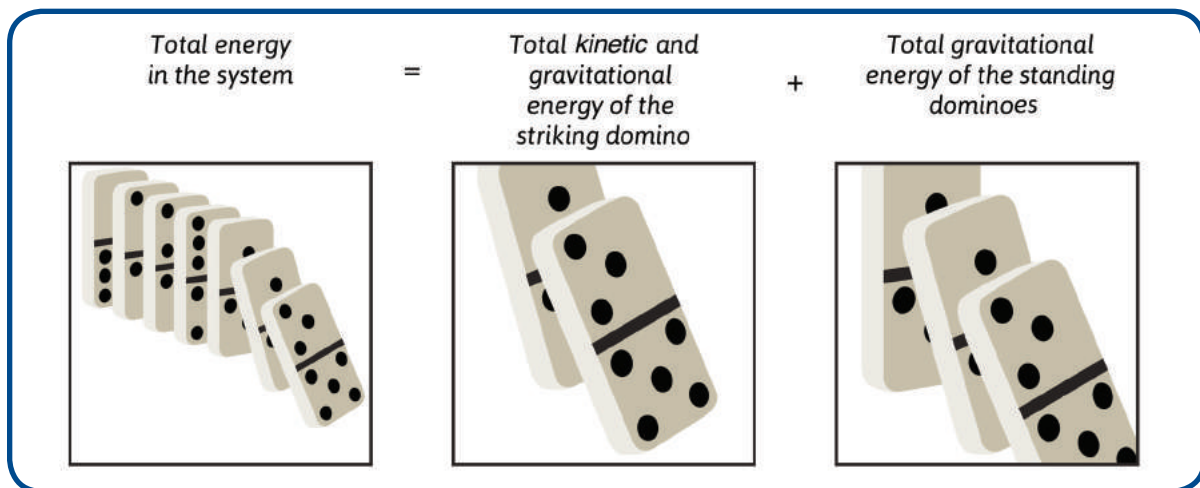 Total energy
in the system
=
Total kinetic and
gravitational
energy of the
striking domino
+
Total gravitational
energy of the standing
dominoes